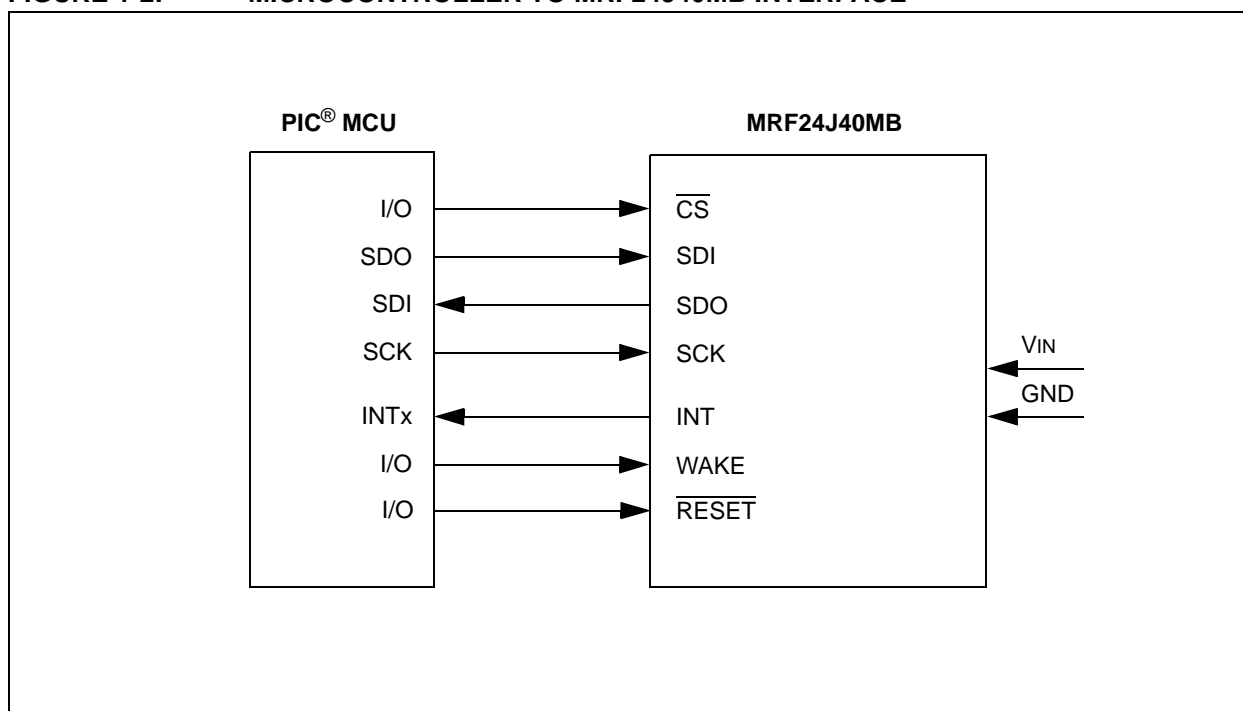 PIC® MCU
MRF24J40MB
I/O
CS
SDO
SDI
SDI
SDO
SCK
SCK
VIN
GND
INTx
INT
I/O
WAKE
I/O
RESET